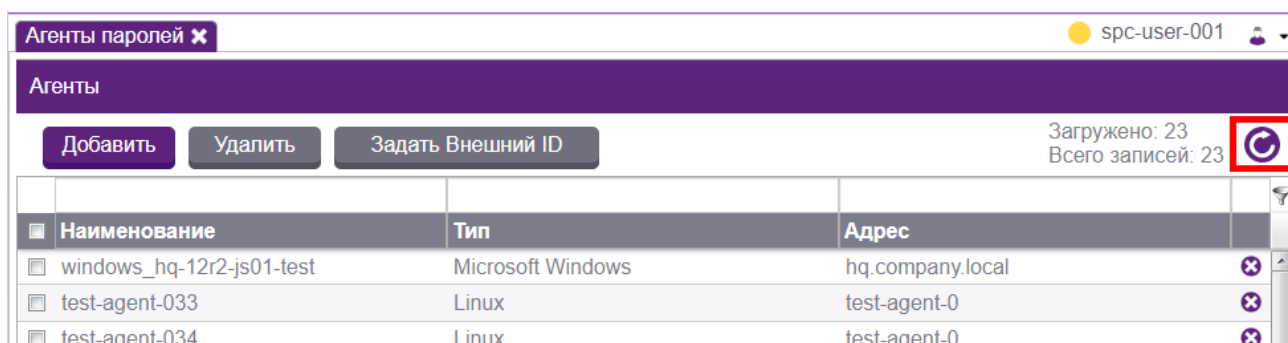 Агенты паролей
spc-user-001
Агенты
Добавить Удалить Задать Внешний ID
Загружено: 23
Всего записей: 23
Наименование Тип Адрес
windows_hq-12r2-js01-test Microsoft Windows hq.company.local
test-agent-033 Linux test-agent-0
test-agent-034 Linux test-agent-0